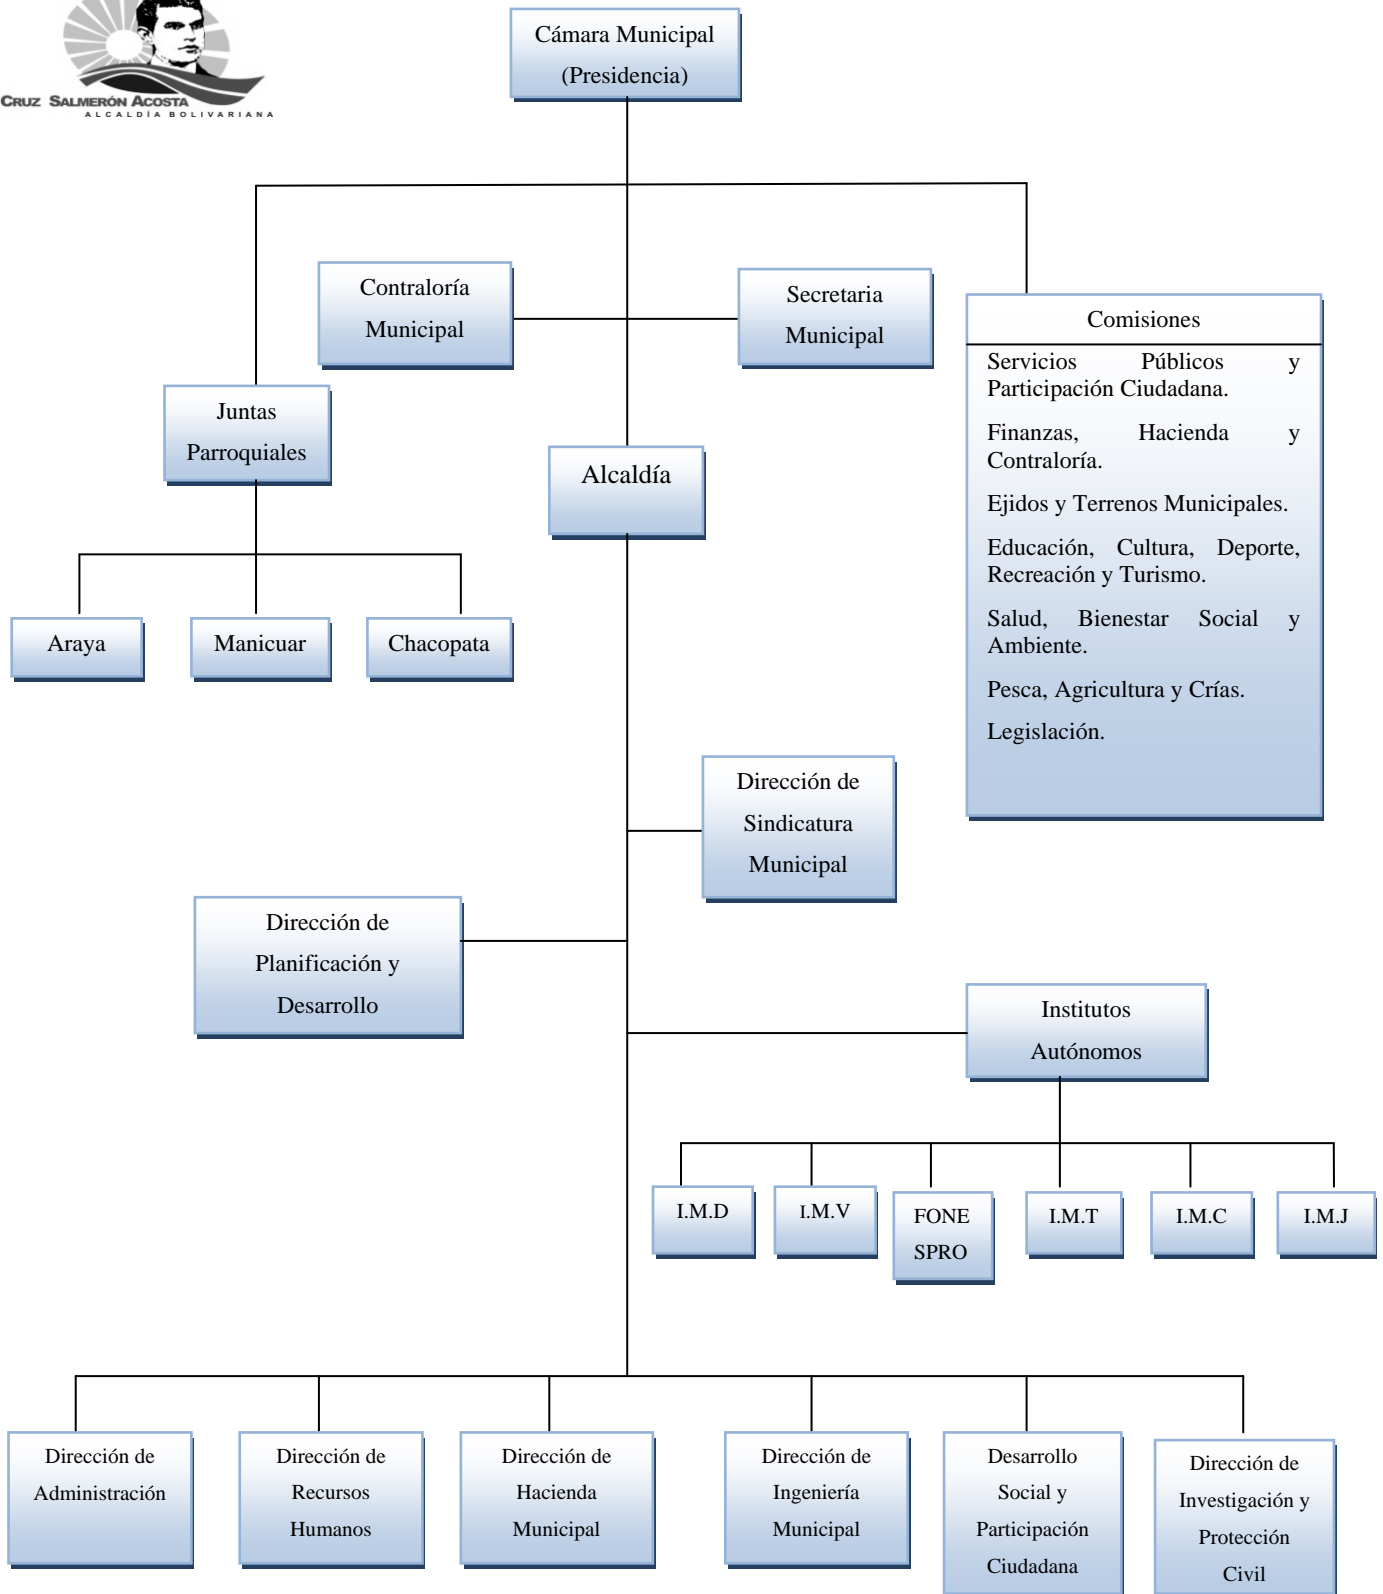 CRUZ SALMERÓN ACOSTA
ALCALDÍA BOLIVARIANA
Cámara Municipal
(Presidencia)
Contraloría
Municipal
Secretaria
Municipal
Comisiones
Servicios Públicos y
Participación Ciudadana.
Finanzas, Hacienda y
Contraloría.
Ejidos y Terrenos Municipales.
Educación, Cultura, Deporte,
Recreación y Turismo.
Salud, Bienestar Social y
Ambiente.
Pesca, Agricultura y Crías.
Legislación.
Juntas
Parroquiales
Alcaldía
Araya
Manicuar
Chacopata
Dirección de
Sindicatura
Municipal
Dirección de
Planificación y
Desarrollo
Institutos
Autónomos
I.M.D
I.M.V
FONE
SPRO
I.M.T
I.M.C
I.M.J
Dirección de
Administración
Dirección de
Recursos
Humanos
Dirección de
Hacienda
Municipal
Dirección de
Ingeniería
Municipal
Desarrollo
Social y
Participación
Ciudadana
Dirección de
Investigación y
Protección
Civil